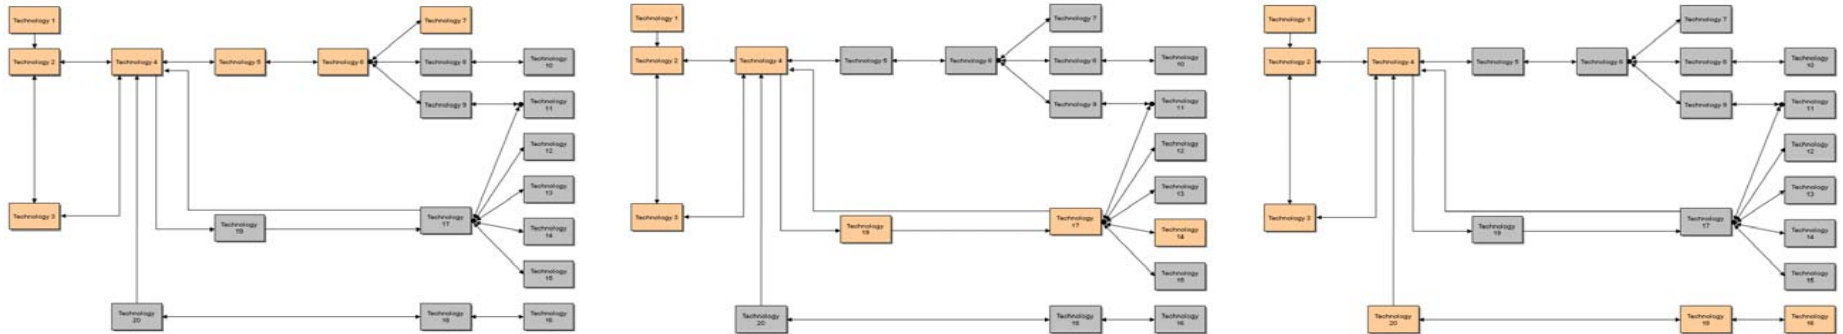 Technology 1
Technology 7
Technology 2
Technology 4
Technology 5
Technology 6
Technology 8
Technology
10
Technology 9
Technology
11
Technology
12
Technology
13
Technology 3
Technology
19
Technology
17
Technology
14
Technology
15
Technology
20
Technology
18
Technology
16
Technology 1
Technology 7
Technology 2
Technology 4
Technology 5
Technology 6
Technology 8
Technology
10
Technology 9
Technology
11
Technology
12
Technology
13
Technology 3
Technology
19
Technology
17
Technology
14
Technology
15
Technology
20
Technology
18
Technology
16
Technology 1
Technology 7
Technology 2
Technology 4
Technology 5
Technology 6
Technology 8
Technology
10
Technology 9
Technology
11
Technology
12
Technology
13
Technology 3
Technology
19
Technology
17
Technology
14
Technology
15
Technology
20
Technology
18
Technology
16